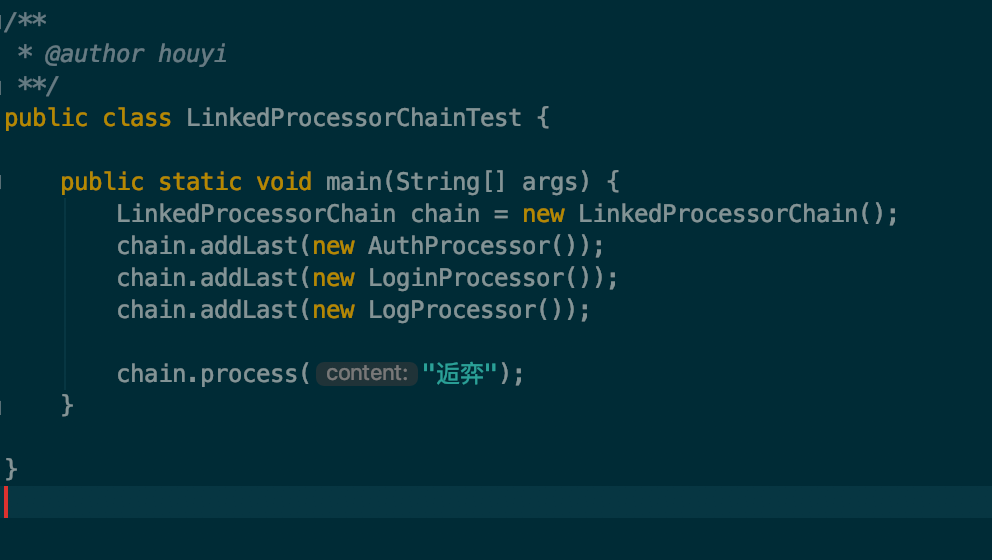 /**
 * @author houyi
 **/
public class LinkedProcessorChainTest {
    public static void main(String[] args) {
        LinkedProcessorChain chain = new LinkedProcessorChain();
        chain.addLast(new AuthProcessor());
        chain.addLast(new LoginProcessor());
        chain.addLast(new LogProcessor());
        chain.process( content: "逅弈");
    }
}